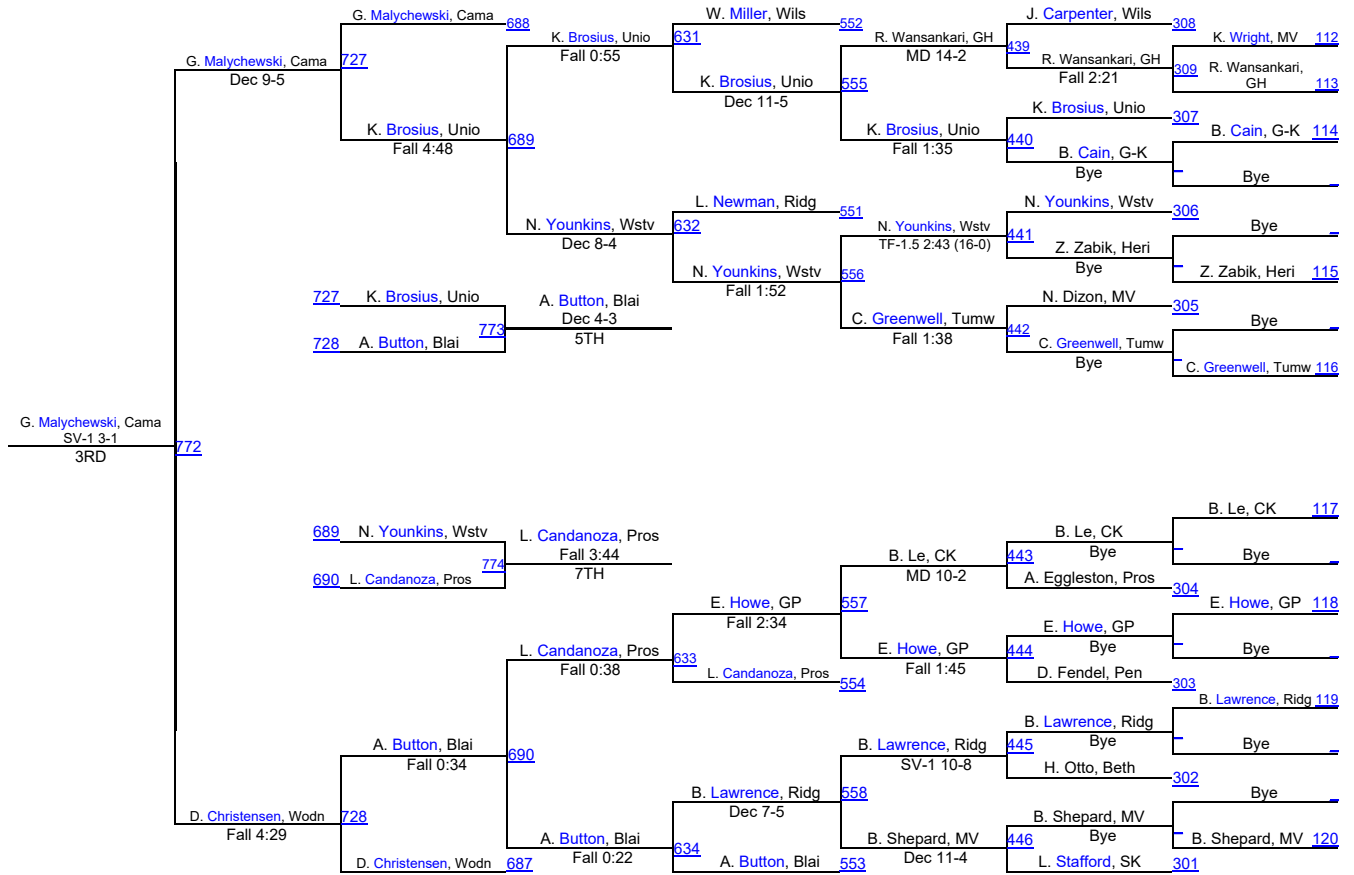 G. Malychewski, Cama
688
W. Miller, Wils
552
J. Carpenter, Wils
308
K. Brosius, Unio
631
Fall 0:55
R. Wansankari, GH
439
MD 14-2
K. Wright, MV 112
G. Malychewski, Cama
727
Dec 9-5
R. Wansankari, GH
309
Fall 2:21
R. Wansankari,
GH
113
K. Brosius, Unio
555
Dec 11-5
K. Brosius, Unio
307
K. Brosius, Unio
689
Fall 4:48
K. Brosius, Unio
440
Fall 1:35
B. Cain, G-K 114
B. Cain, G-K
Bye
Bye
L. Newman, Ridg
551
N. Younkins, Wstv
306
N. Younkins, Wstv
632
Dec 8-4
N. Younkins, Wstv
441
TF-1.5 2:43 (16-0)
Bye
Z. Zabik, Heri
Bye
N. Younkins, Wstv
556
Fall 1:52
Z. Zabik, Heri 115
727 K. Brosius, Unio
A. Button, Blai
Dec 4-3
773
5TH
728 A. Button, Blai
N. Dizon, MV
305
C. Greenwell, Tumw
442
Fall 1:38
Bye
C. Greenwell, Tumw
Bye
C. Greenwell, Tumw 116
G. Malychewski, Cama
SV-1 3-1
772
3RD
B. Le, CK 117
689 N. Younkins, Wstv
L. Candanoza, Pros
Fall 3:44
774
7TH
690 L. Candanoza, Pros
B. Le, CK
443
Bye
Bye
B. Le, CK
MD 10-2
A. Eggleston, Pros
304
E. Howe, GP
557
Fall 2:34
E. Howe, GP 118
E. Howe, GP
444
Bye
Bye
E. Howe, GP
Fall 1:45
L. Candanoza, Pros
633
Fall 0:38
L. Candanoza, Pros
554
D. Fendel, Pen
303
B. Lawrence, Ridg 119
B. Lawrence, Ridg
445
Bye
Bye
A. Button, Blai
690
Fall 0:34
B. Lawrence, Ridg
SV-1 10-8
H. Otto, Beth
302
B. Lawrence, Ridg
558
Dec 7-5
Bye
D. Christensen, Wodn
728
Fall 4:29
B. Shepard, MV
446
Bye
B. Shepard, MV 120
A. Button, Blai
634
Fall 0:22
B. Shepard, MV
Dec 11-4
D. Christensen, Wodn 687
A. Button, Blai
553
L. Stafford, SK
301